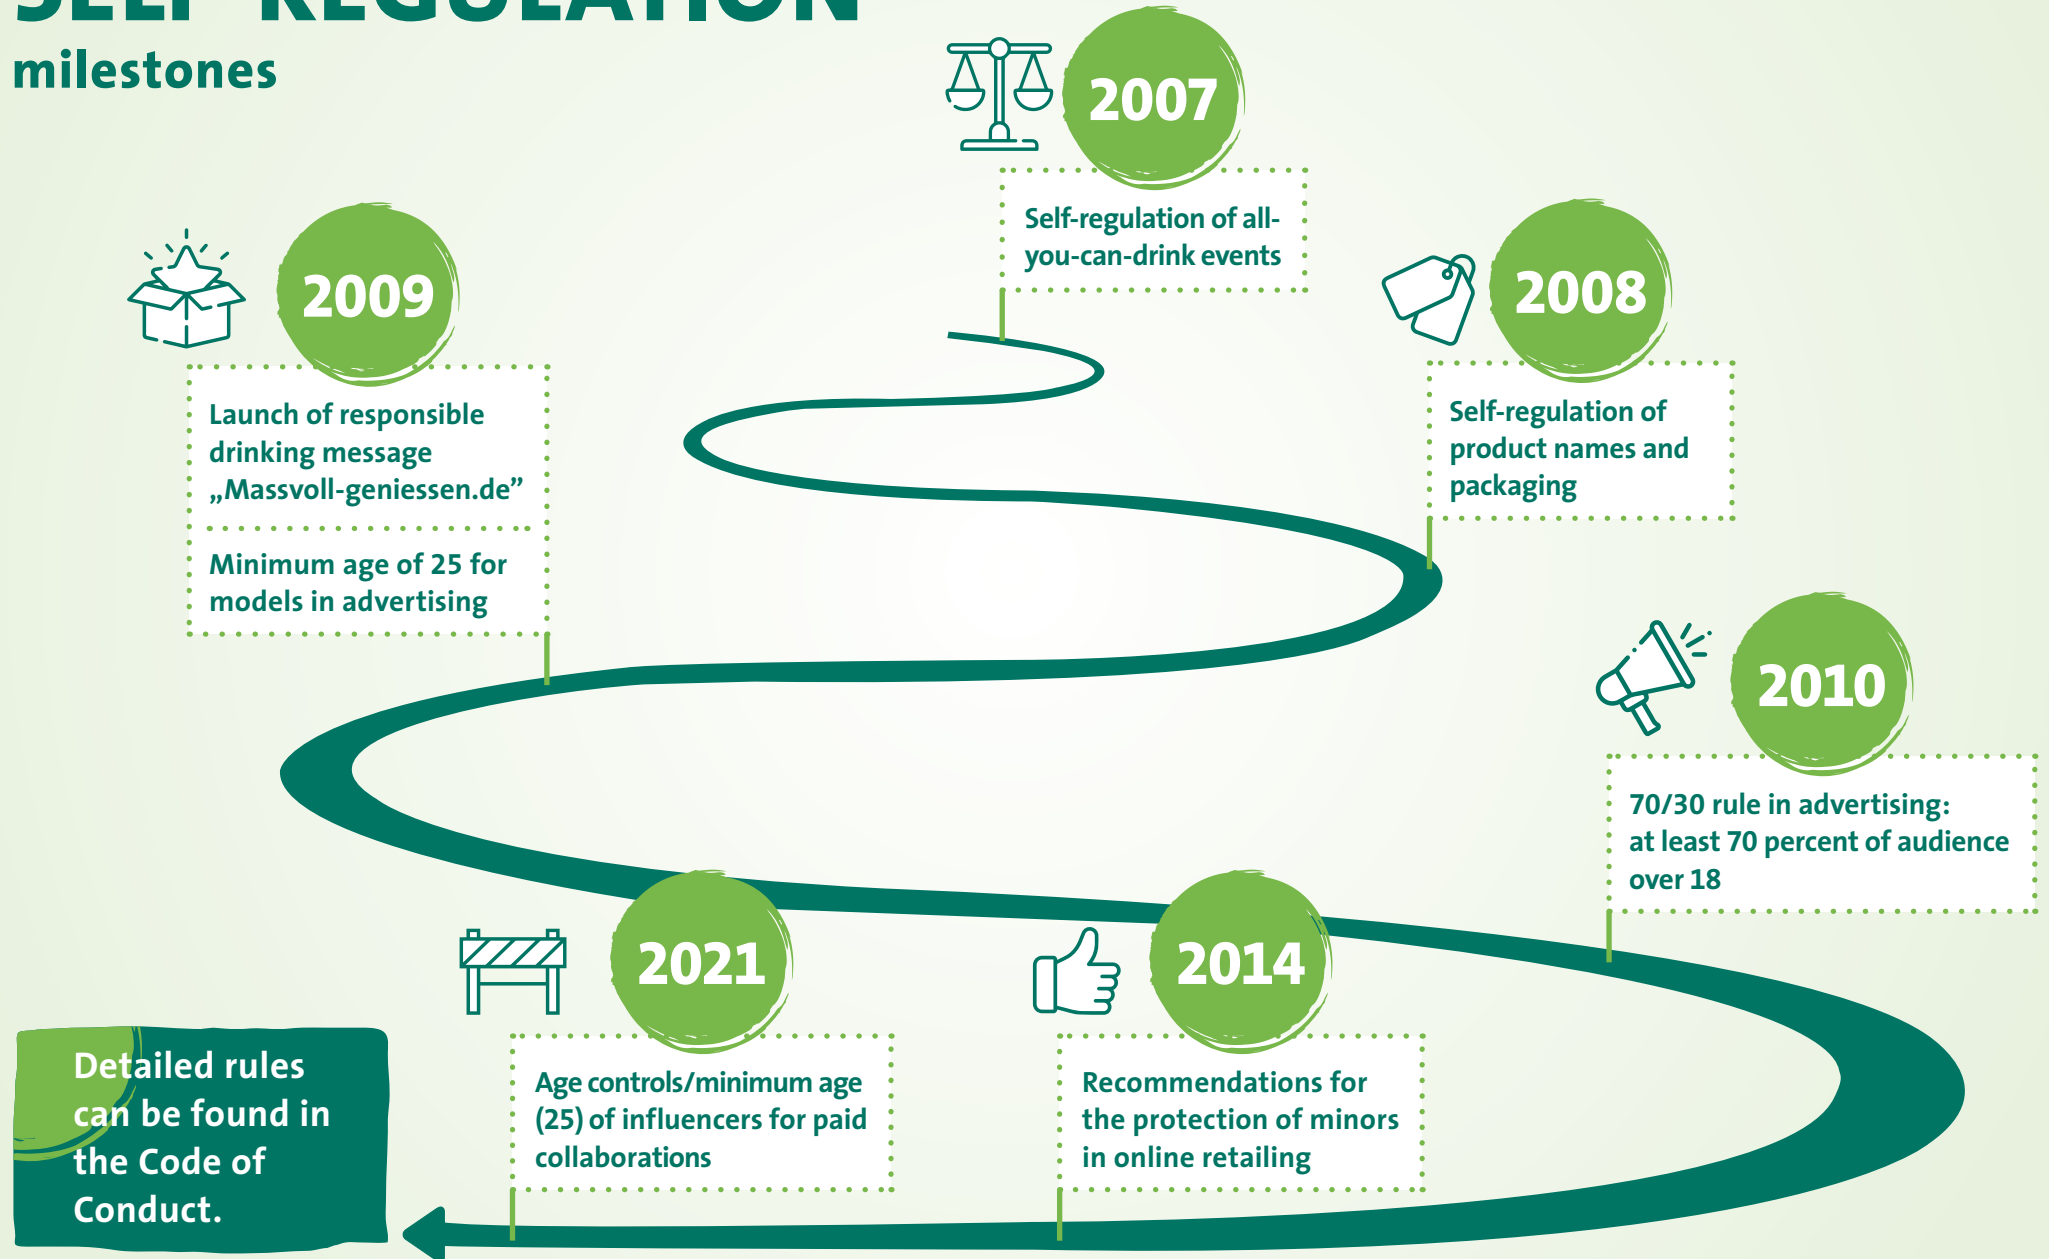 SELF-REGULATION
milestones
2007
Self-regulation of all-
you-can-drink events
2008
Self-regulation of
product names and
packaging
2009
Launch of responsible
drinking message
„Massvoll-geniessen.de”
Minimum age of 25 for
models in advertising
2010
70/30 rule in advertising:
at least 70 percent of audience
over 18
2014
Recommendations for
the protection of minors
in online retailing
2021
Age controls/minimum age
(25) of influencers for paid
collaborations
Detailed rules
can be found in
the Code of
Conduct.